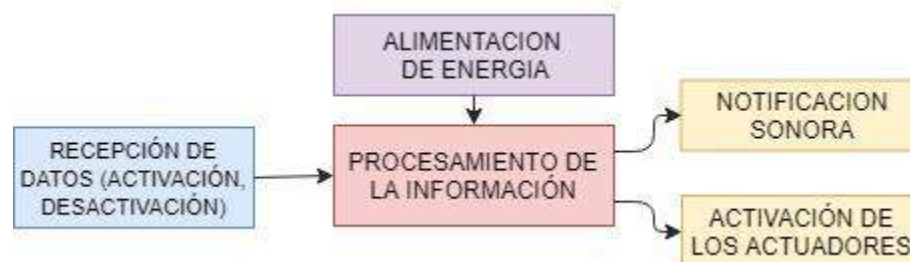 ALIMENTACION
DE ENERGIA
NOTIFICACION
SONORA
RECEPCIÓN DE
DATOS (ACTIVACIÓN,
DESACTIVACIÓN)
PROCESAMIENTO DE
LA INFORMACIÓN
ACTIVACIÓN DE
LOS ACTUADORES